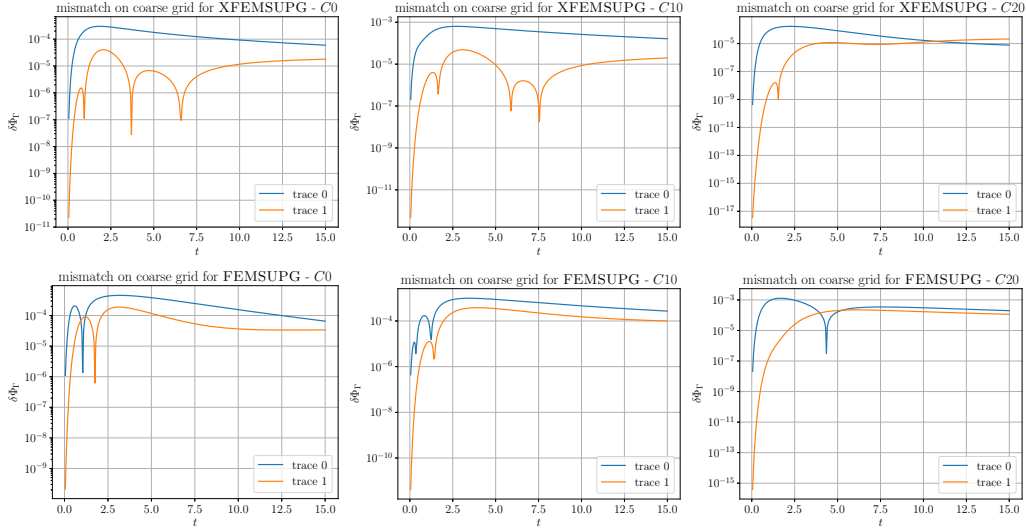 mismatch on coarse grid for XFEMSUPG - C0
10⁻⁴
10⁻⁵
10⁻⁶
10⁻⁷
10⁻⁸
10⁻⁹
10⁻¹⁰
10⁻¹¹
δΦ_Γ
trace 0
trace 1
0.0 2.5 5.0 7.5 10.0 12.5 15.0
t
mismatch on coarse grid for XFEMSUPG - C10
10⁻³
10⁻⁵
10⁻⁷
10⁻⁹
10⁻¹¹
δΦ_Γ
trace 0
trace 1
0.0 2.5 5.0 7.5 10.0 12.5 15.0
t
mismatch on coarse grid for XFEMSUPG - C20
10⁻³
10⁻⁵
10⁻⁷
10⁻⁹
10⁻¹¹
10⁻¹³
10⁻¹⁵
10⁻¹⁷
δΦ_Γ
trace 0
trace 1
0.0 2.5 5.0 7.5 10.0 12.5 15.0
t
mismatch on coarse grid for FEMSUPG - C0
10⁻⁴
10⁻⁵
10⁻⁶
10⁻⁷
10⁻⁸
10⁻⁹
δΦ_Γ
trace 0
trace 1
0.0 2.5 5.0 7.5 10.0 12.5 15.0
t
mismatch on coarse grid for FEMSUPG - C10
10⁻⁴
10⁻⁶
10⁻⁸
10⁻¹⁰
δΦ_Γ
trace 0
trace 1
0.0 2.5 5.0 7.5 10.0 12.5 15.0
t
mismatch on coarse grid for FEMSUPG - C20
10⁻³
10⁻⁵
10⁻⁷
10⁻⁹
10⁻¹¹
10⁻¹³
10⁻¹⁵
δΦ_Γ
trace 0
trace 1
0.0 2.5 5.0 7.5 10.0 12.5 15.0
t